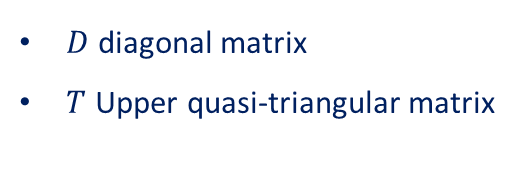 • D diagonal matrix
• T Upper quasi-triangular matrix